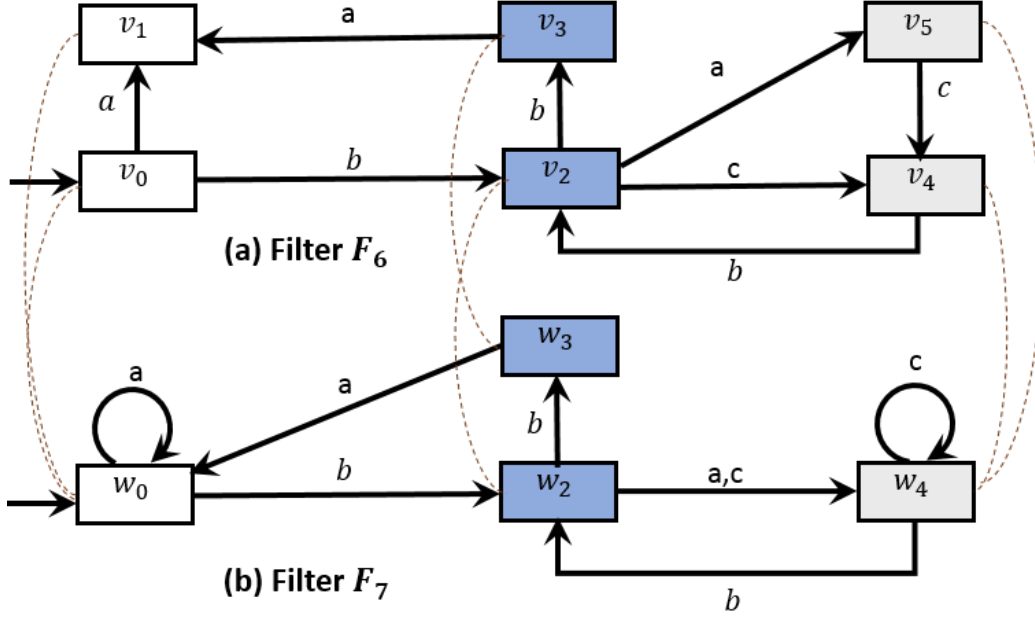 a
v₁ v₃ v₅
a b a c
v₀ b v₂ c v₄
(a) Filter F₆
b
w₃
a a c
b
w₀ b w₂ a,c w₄
(b) Filter F₇
b